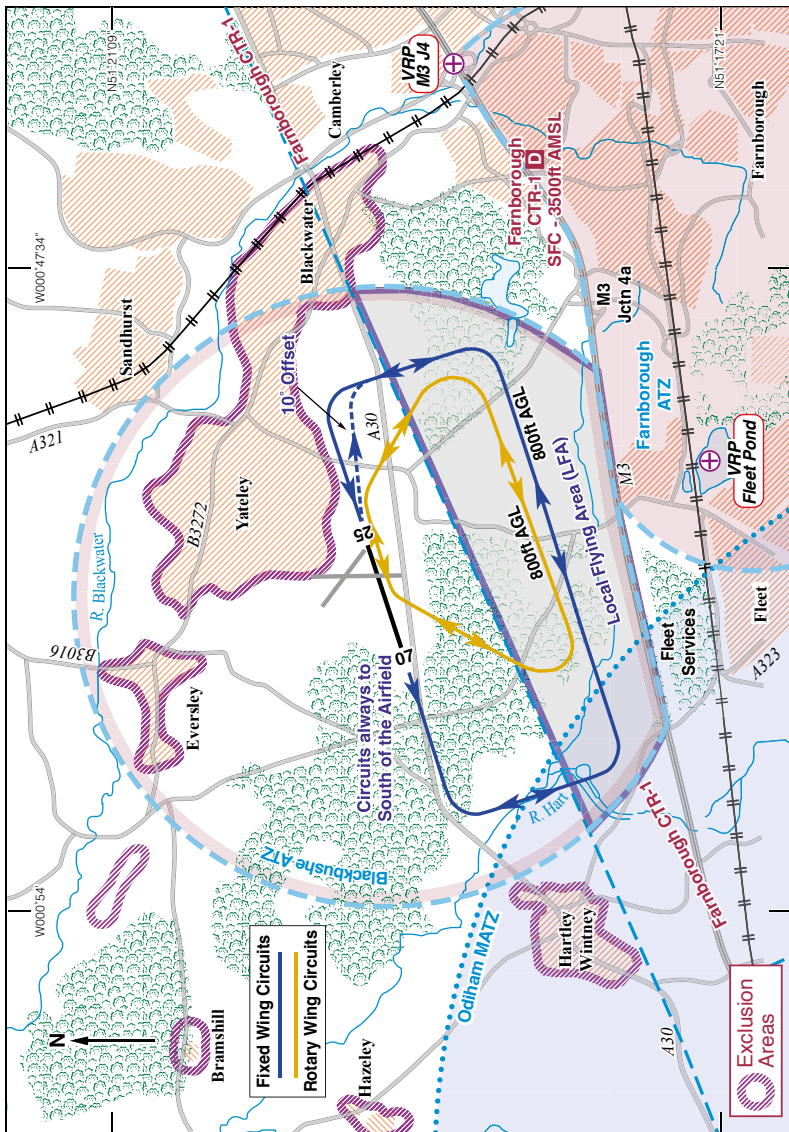 N51°21'09"
N51°17'21"
W000°47'34"
W000°54'
N
Farnborough CTR-1
VRP
M3 J4
Camberley
Sandhurst
A321
Blackwater
Farnborough
CTR-1 D
SFC - 3500ft AMSL
Farnborough
M3
Jctn 4a
Farnborough
ATZ
VRP
Fleet Pond
10° Offset
A30
Yateley
B3272
R. Blackwater
B3016
Eversley
25
07
800ft AGL
800ft AGL
Local Flying Area (LFA)
M3
Fleet
Services
Fleet
A323
Circuits always to
South of the Airfield
Blackbushe ATZ
R. Hart
Farnborough CTR-1
Odiham MATZ
Hartley
Wintney
A30
Bramshill
Hazeley
Fixed Wing Circuits
Rotary Wing Circuits
Exclusion
Areas